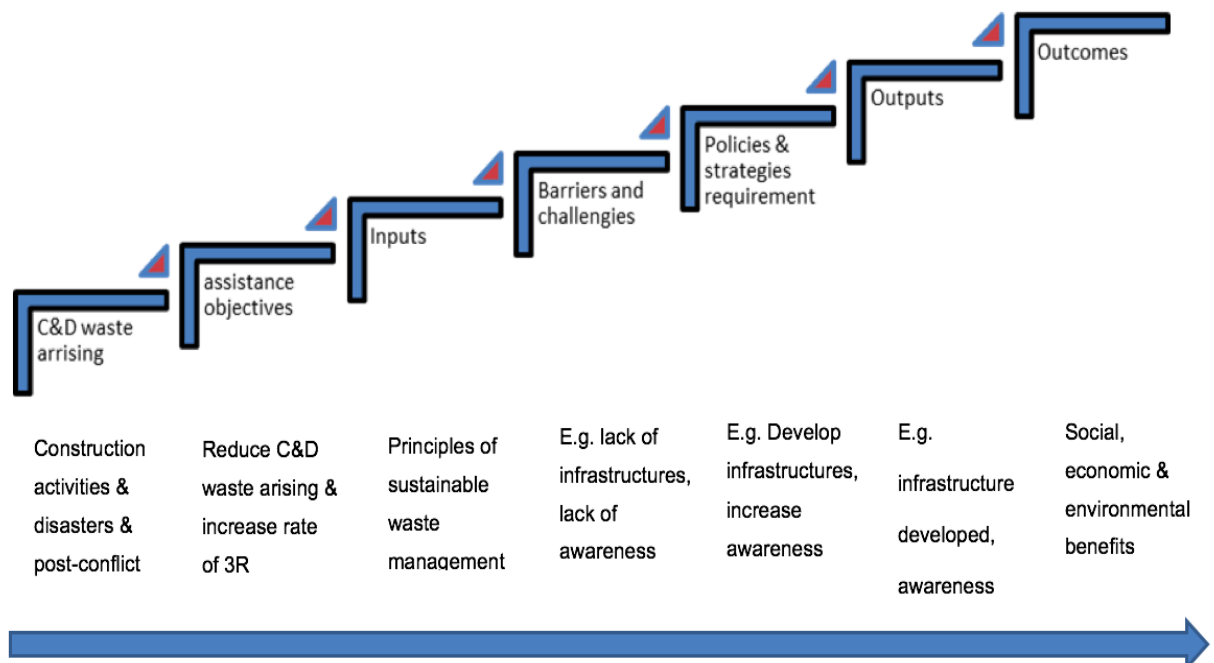 C&D waste
arrising
assistance
objectives
Inputs
Barriers and
challengies
Policies &
strategies
requirement
Outputs
Outcomes
Construction
activities &
disasters &
post-conflict
Reduce C&D
waste arising &
increase rate
of 3R
Principles of
sustainable
waste
management
E.g. lack of
infrastructures,
lack of
awareness
E.g. Develop
infrastructures,
increase
awareness
E.g.
infrastructure
developed,
awareness
Social,
economic &
environmental
benefits